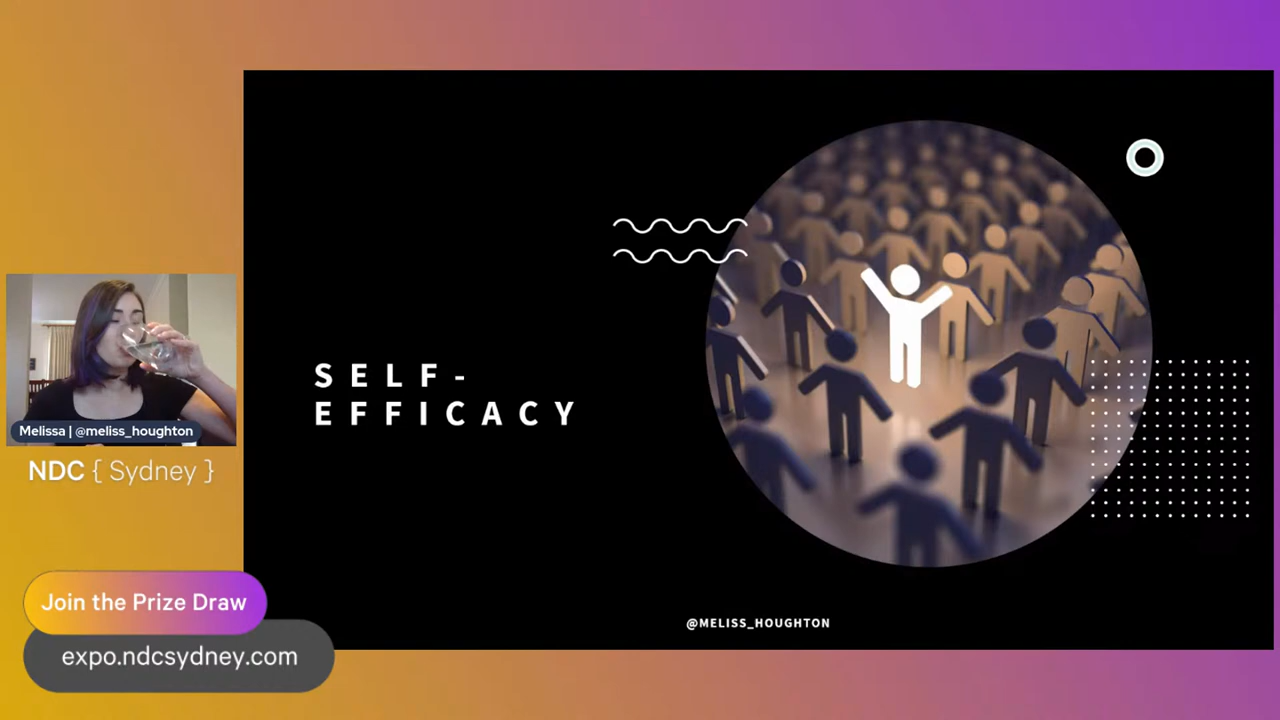 SELF-
EFFICACY
@MELISS_HOUGHTON
Melissa | @meliss_houghton
NDC { Sydney }
Join the Prize Draw
expo.ndcsydney.com